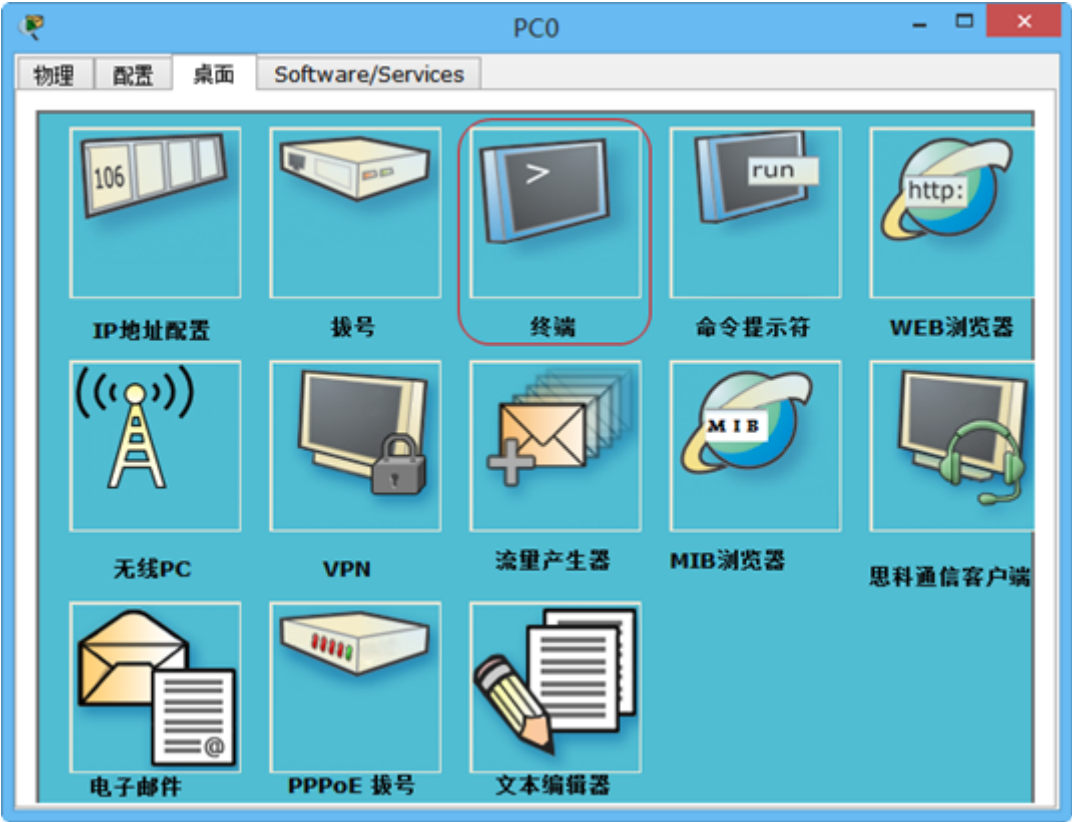 PC0
物理 配置 桌面 Software/Services
106 > run http:
IP地址配置 拨号 终端 命令提示符 WEB浏览器
MIB
无线PC VPN 流量产生器 MIB浏览器 思科通信客户端
@
电子邮件 PPPoE 拨号 文本编辑器